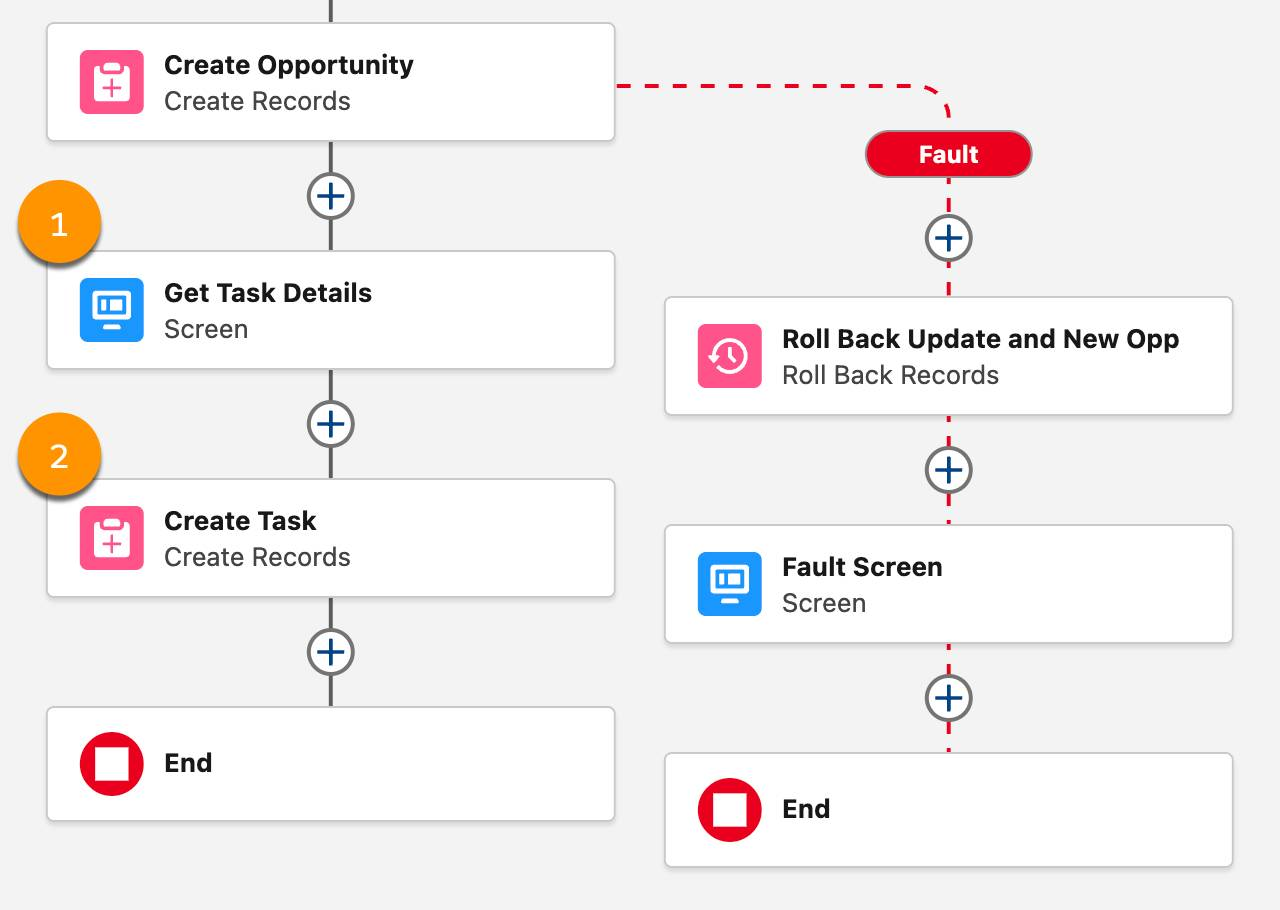 Create Opportunity
Create Records
Fault
1
Get Task Details
Screen
Roll Back Update and New Opp
Roll Back Records
2
Create Task
Create Records
Fault Screen
Screen
End
End